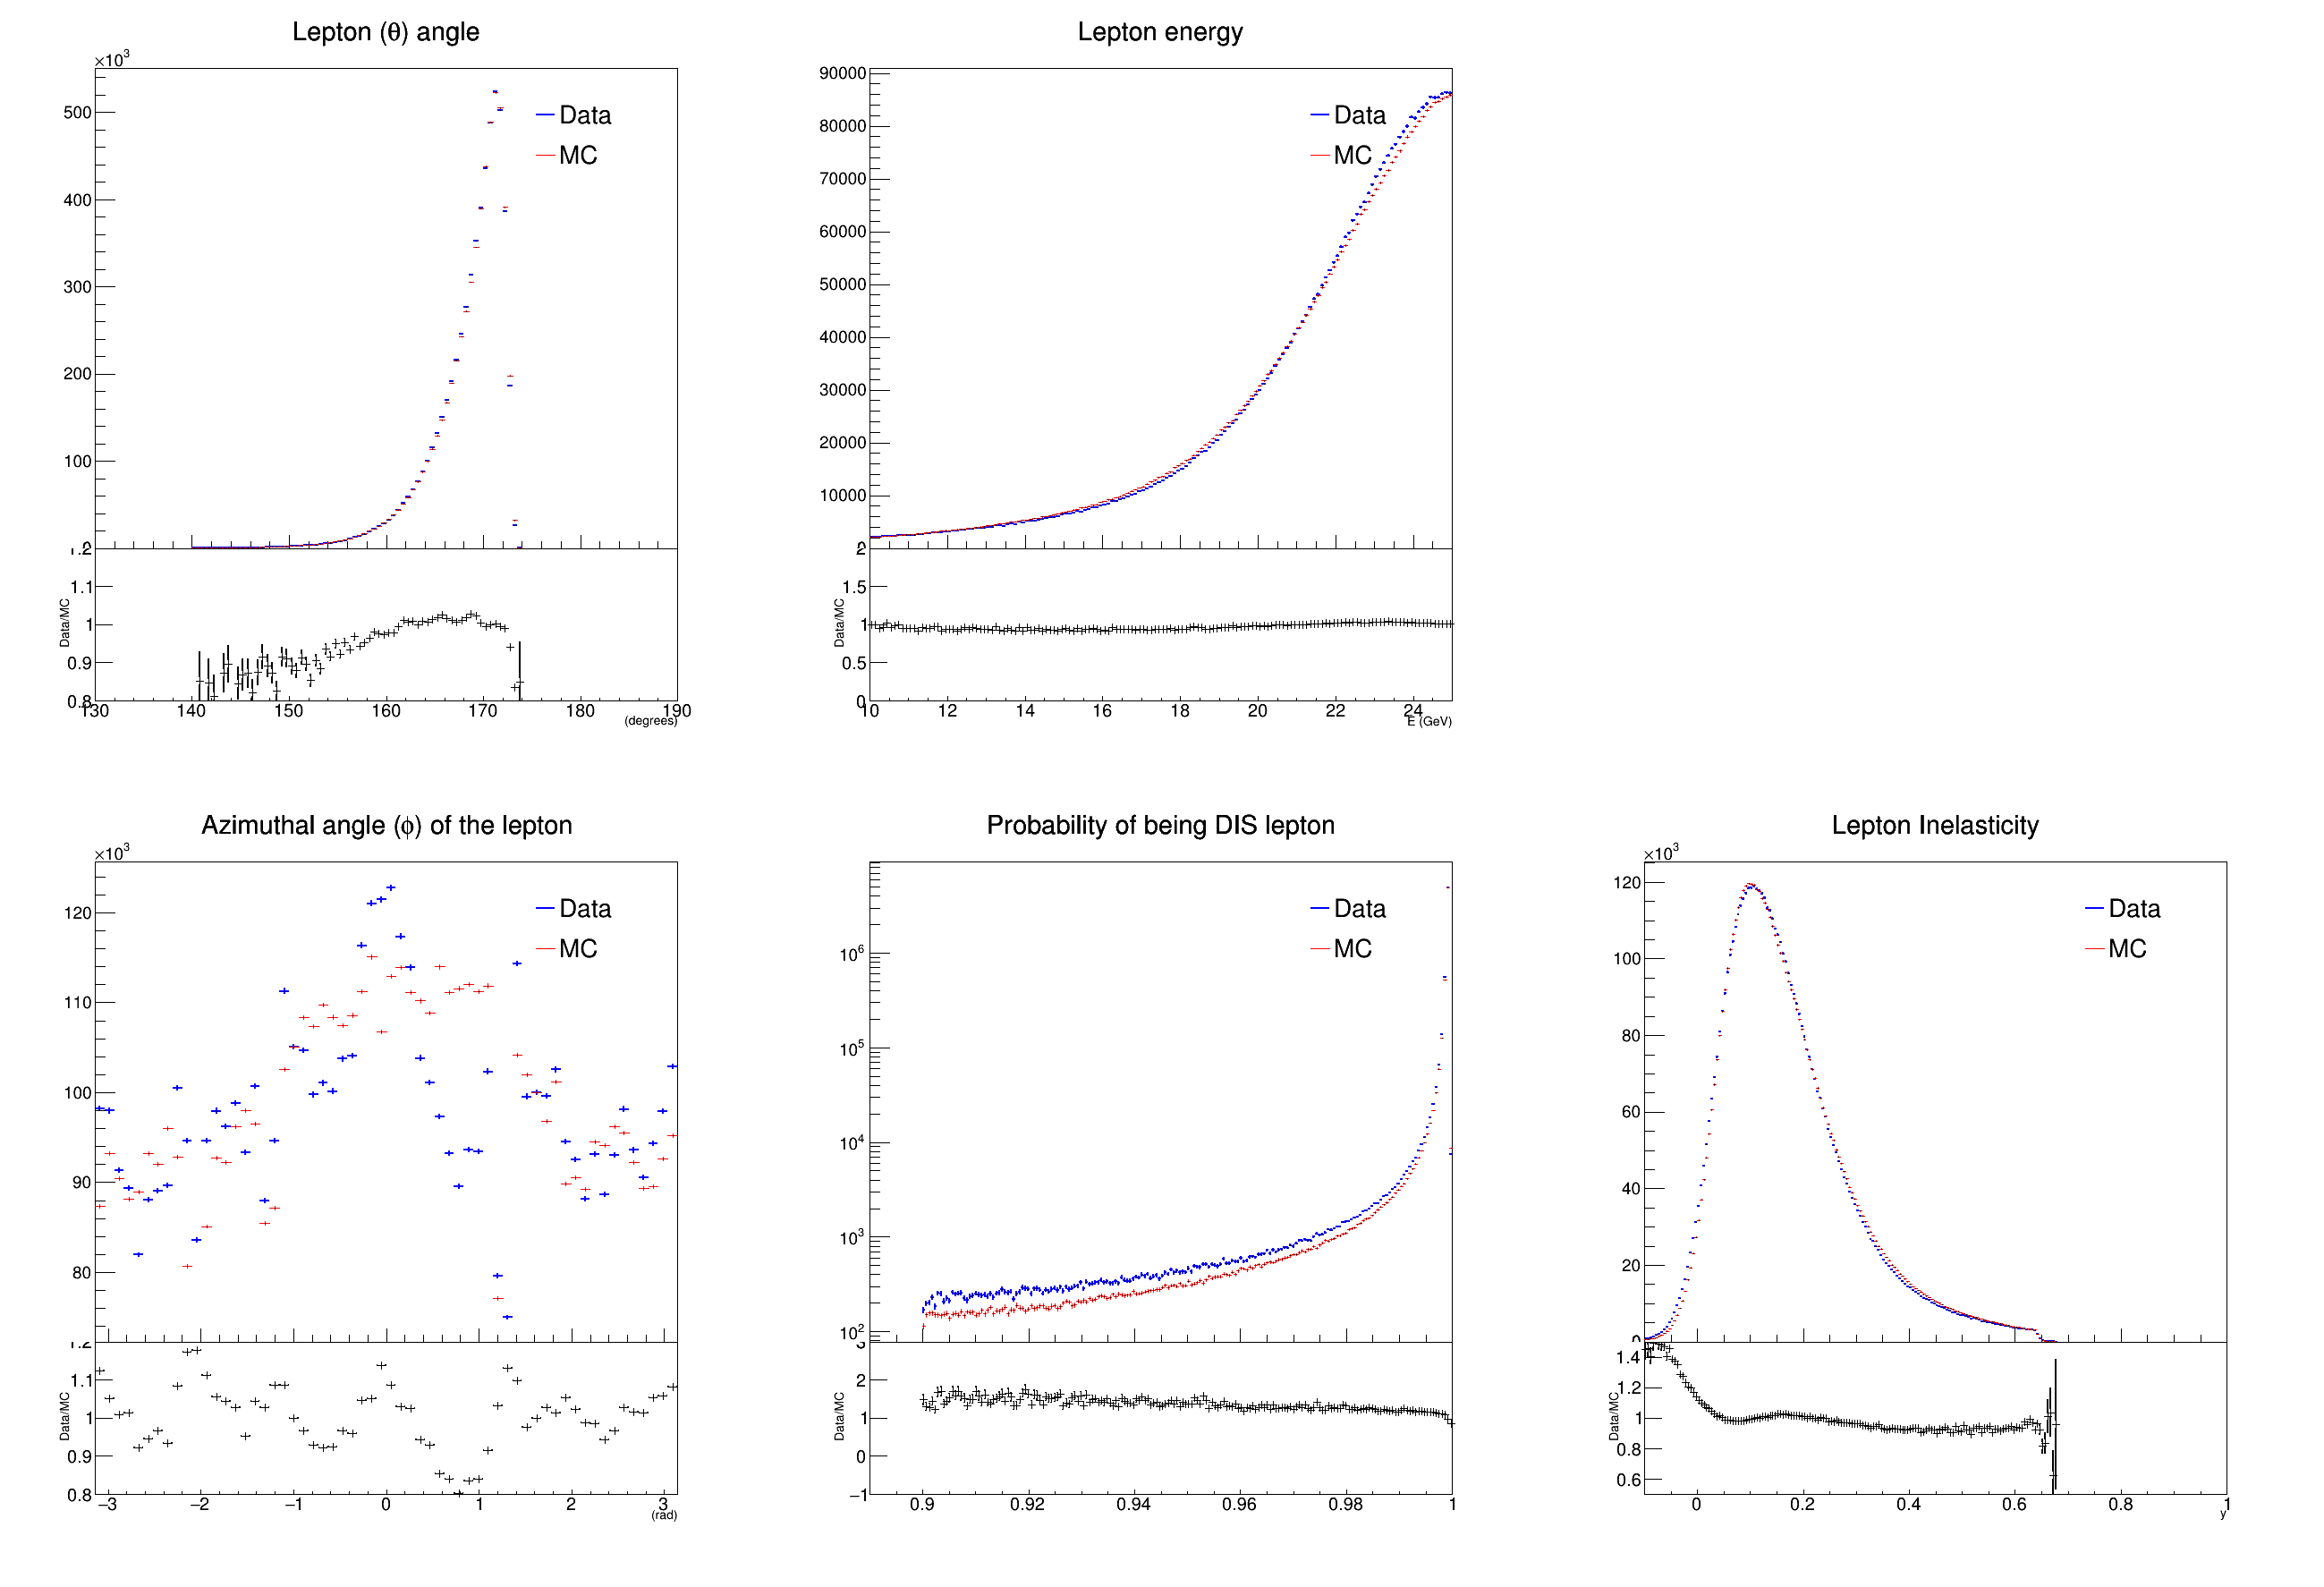 Lepton (θ) angle
×10³
500
400
300
200
100
0
Data
MC
1.2
1.1
1
0.9
0.8
Data/MC
130 140 150 160 170 180 190
(degrees)
Lepton energy
90000
80000
70000
60000
50000
40000
30000
20000
10000
Data
MC
2
1.5
1
0.5
0
Data/MC
10 12 14 16 18 20 22 24
E (GeV)
Azimuthal angle (ϕ) of the lepton
×10³
120
110
100
90
80
Data
MC
1.2
1.1
1
0.9
0.8
Data/MC
−3 −2 −1 0 1 2 3
(rad)
Probability of being DIS lepton
10⁶
10⁵
10⁴
10³
10²
Data
MC
3
2
1
0
−1
Data/MC
0.9 0.92 0.94 0.96 0.98 1
Lepton Inelasticity
×10³
120
100
80
60
40
20
0
Data
MC
1.4
1.2
1
0.8
0.6
Data/MC
0 0.2 0.4 0.6 0.8 1
y